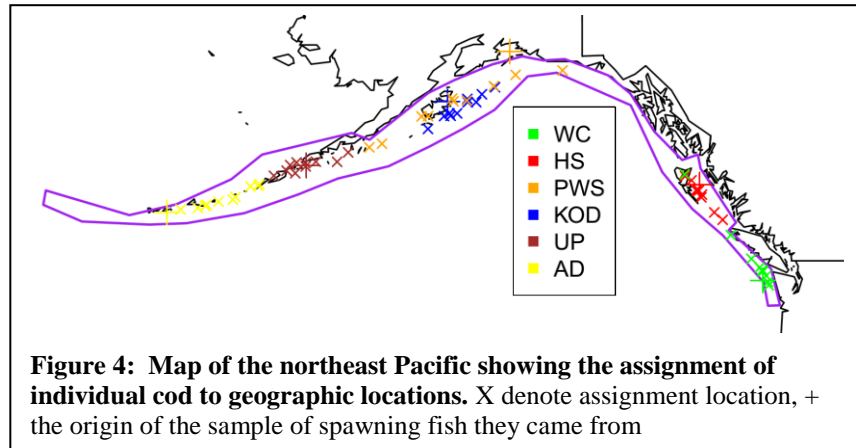 WC
HS
PWS
KOD
UP
AD
Figure 4: Map of the northeast Pacific showing the assignment of
individual cod to geographic locations. X denote assignment location, +
the origin of the sample of spawning fish they came from